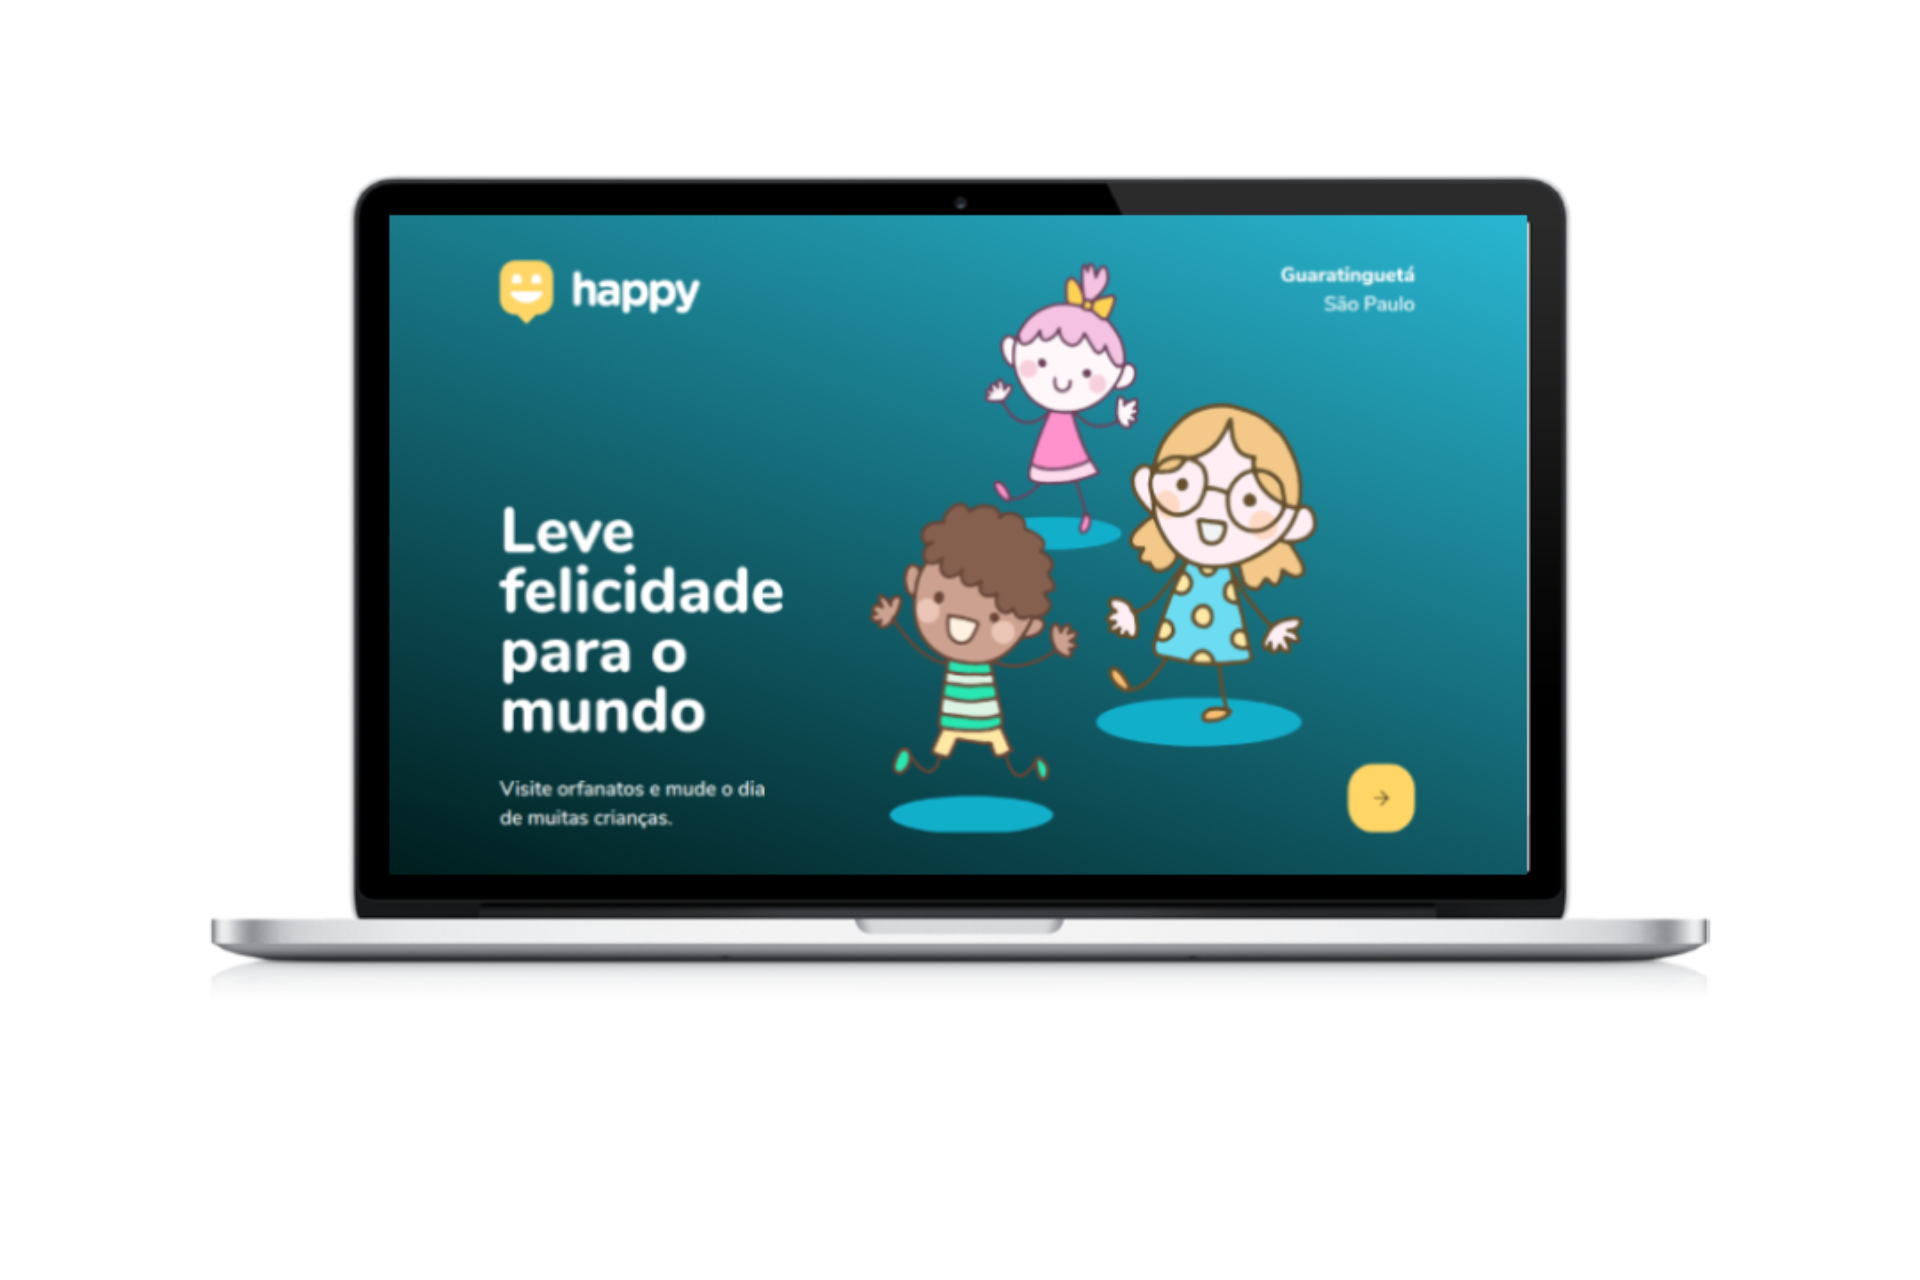 happy
Guaratinguetá
São Paulo
Leve
felicidade
para o
mundo
Visite orfanatos e mude o dia
de muitas crianças.